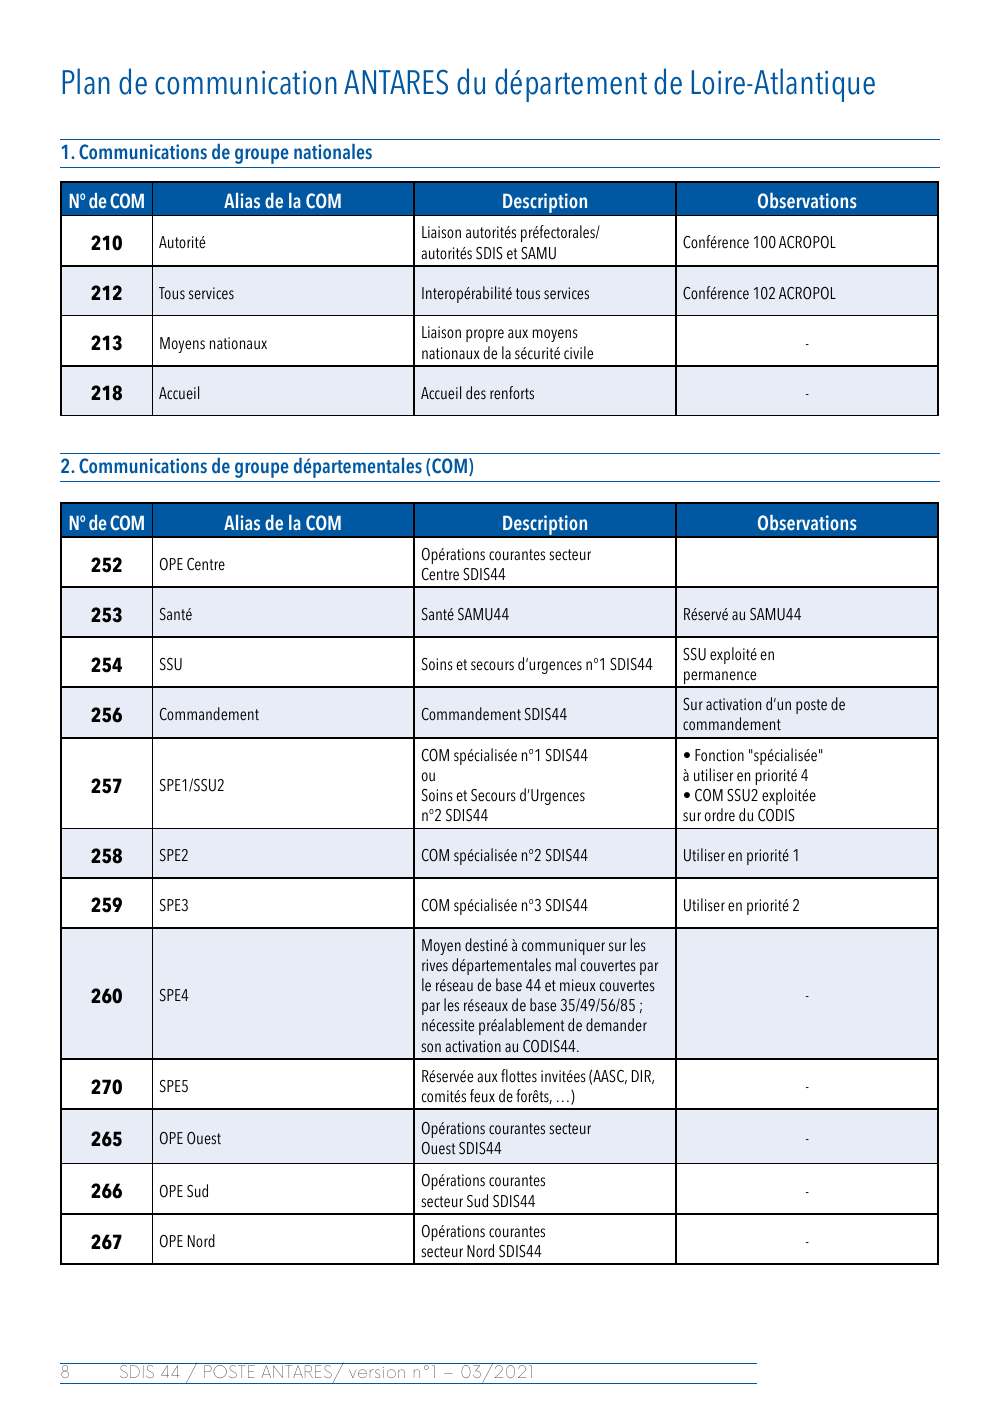 Plan de communication ANTARES du département de Loire-Atlantique
1. Communications de groupe nationales
N° de COM Alias de la COM Description Observations
210 Autorité Liaison autorités préfectorales/
autorités SDIS et SAMU Conférence 100 ACROPOL
212 Tous services Interopérabilité tous services Conférence 102 ACROPOL
213 Moyens nationaux Liaison propre aux moyens
nationaux de la sécurité civile -
218 Accueil Accueil des renforts -
2. Communications de groupe départementales (COM)
N° de COM Alias de la COM Description Observations
252 OPE Centre Opérations courantes secteur
Centre SDIS44
253 Santé Santé SAMU44 Réservé au SAMU44
254 SSU Soins et secours d'urgences n°1 SDIS44 SSU exploité en
permanence
256 Commandement Commandement SDIS44 Sur activation d'un poste de
commandement
257 SPE1/SSU2 COM spécialisée n°1 SDIS44
ou
Soins et Secours d'Urgences
n°2 SDIS44
• Fonction "spécialisée"
à utiliser en priorité 4
• COM SSU2 exploitée
sur ordre du CODIS
258 SPE2 COM spécialisée n°2 SDIS44 Utiliser en priorité 1
259 SPE3 COM spécialisée n°3 SDIS44 Utiliser en priorité 2
260 SPE4 Moyen destiné à communiquer sur les
rives départementales mal couvertes par
le réseau de base 44 et mieux couvertes
par les réseaux de base 35/49/56/85 ;
nécessite préalablement de demander
son activation au CODIS44. -
270 SPE5 Réservée aux flottes invitées (AASC, DIR,
comités feux de forêts, …) -
265 OPE Ouest Opérations courantes secteur
Ouest SDIS44 -
266 OPE Sud Opérations courantes
secteur Sud SDIS44 -
267 OPE Nord Opérations courantes
secteur Nord SDIS44 -
8 SDIS 44 / POSTE ANTARES/ version n°1 – 03/2021